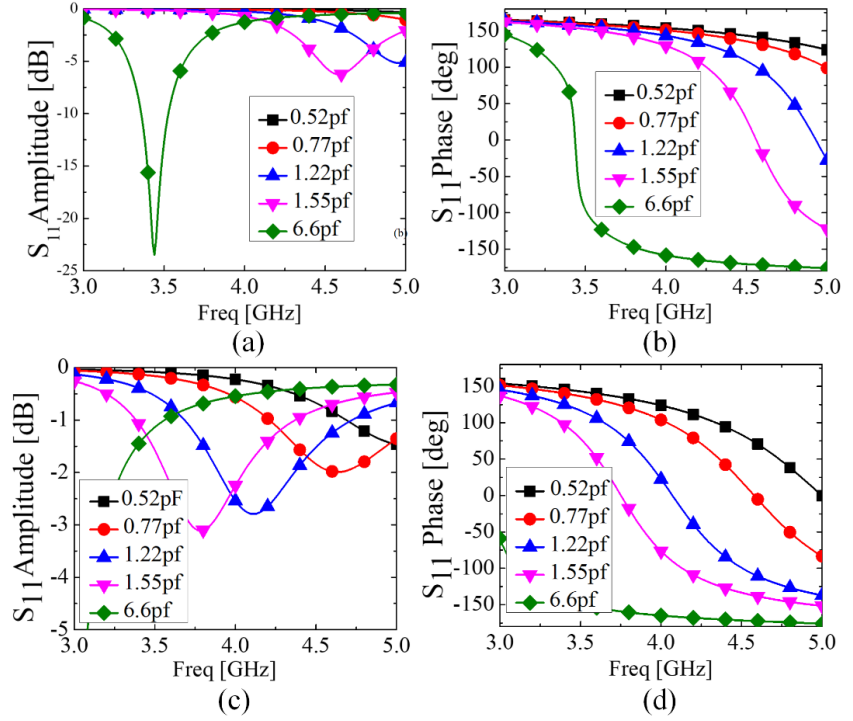 0
-5
-10
-15
-20
-25
S11 Amplitude [dB]
0.52pf
0.77pf
1.22pf
1.55pf
6.6pf
(b)
3.0 3.5 4.0 4.5 5.0
Freq [GHz]
(a)
150
100
50
0
-50
-100
-150
S11 Phase [deg]
0.52pf
0.77pf
1.22pf
1.55pf
6.6pf
3.0 3.5 4.0 4.5 5.0
Freq [GHz]
(b)
0
-1
-2
-3
-4
-5
S11 Amplitude [dB]
0.52pF
0.77pf
1.22pf
1.55pf
6.6pf
3.0 3.5 4.0 4.5 5.0
Freq [GHz]
(c)
150
100
50
0
-50
-100
-150
S11 Phase [deg]
0.52pf
0.77pf
1.22pf
1.55pf
6.6pf
3.0 3.5 4.0 4.5 5.0
Freq [GHz]
(d)